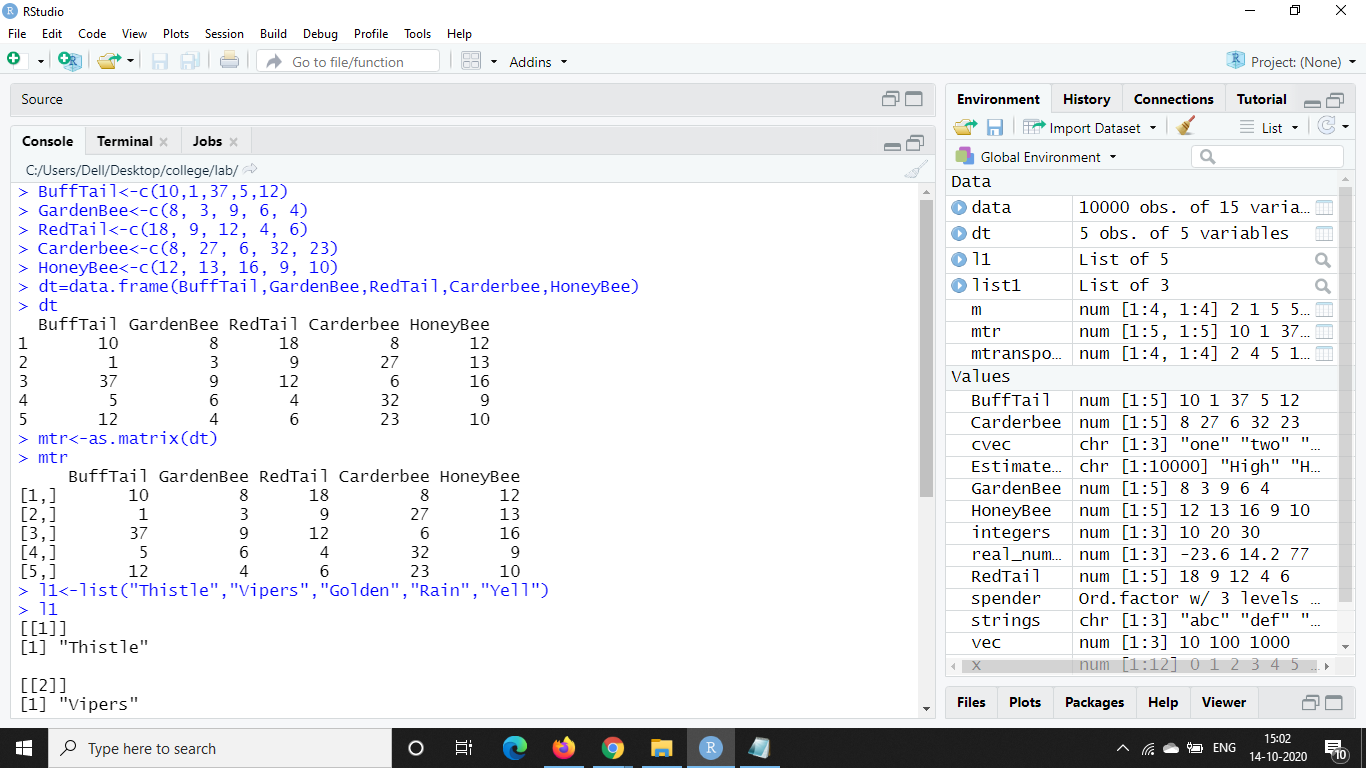 RStudio
File Edit Code View Plots Session Build Debug Profile Tools Help
Go to file/function Addins Project: (None)
Source
Console Terminal Jobs
C:/Users/Dell/Desktop/college/lab/
> BuffTail<-c(10,1,37,5,12)
> GardenBee<-c(8, 3, 9, 6, 4)
> RedTail<-c(18, 9, 12, 4, 6)
> Carderbee<-c(8, 27, 6, 32, 23)
> HoneyBee<-c(12, 13, 16, 9, 10)
> dt=data.frame(BuffTail,GardenBee,RedTail,Carderbee,HoneyBee)
> dt
  BuffTail GardenBee RedTail Carderbee HoneyBee
1       10         8      18         8       12
2        1         3       9        27       13
3       37         9      12         6       16
4        5         6       4        32        9
5       12         4       6        23       10
> mtr<-as.matrix(dt)
> mtr
     BuffTail GardenBee RedTail Carderbee HoneyBee
[1,]       10         8      18         8       12
[2,]        1         3       9        27       13
[3,]       37         9      12         6       16
[4,]        5         6       4        32        9
[5,]       12         4       6        23       10
> l1<-list("Thistle","Vipers","Golden","Rain","Yell")
> l1
[[1]]
[1] "Thistle"
[[2]]
[1] "Vipers"
Environment History Connections Tutorial
Import Dataset List
Global Environment
Data
data 10000 obs. of 15 varia...
dt 5 obs. of 5 variables
l1 List of 5
list1 List of 3
m num [1:4, 1:4] 2 1 5 5...
mtr num [1:5, 1:5] 10 1 37...
mtranspo... num [1:4, 1:4] 2 4 5 1...
Values
BuffTail num [1:5] 10 1 37 5 12
Carderbee num [1:5] 8 27 6 32 23
cvec chr [1:3] "one" "two" "...
Estimate... chr [1:10000] "High" "H...
GardenBee num [1:5] 8 3 9 6 4
HoneyBee num [1:5] 12 13 16 9 10
integers num [1:3] 10 20 30
real_num... num [1:3] -23.6 14.2 77
RedTail num [1:5] 18 9 12 4 6
spender Ord.factor w/ 3 levels ...
strings chr [1:3] "abc" "def" "...
vec num [1:3] 10 100 1000
x num [1:12] 0 1 2 3 4 5 ...
Files Plots Packages Help Viewer
Type here to search
ENG 15:02
14-10-2020
10